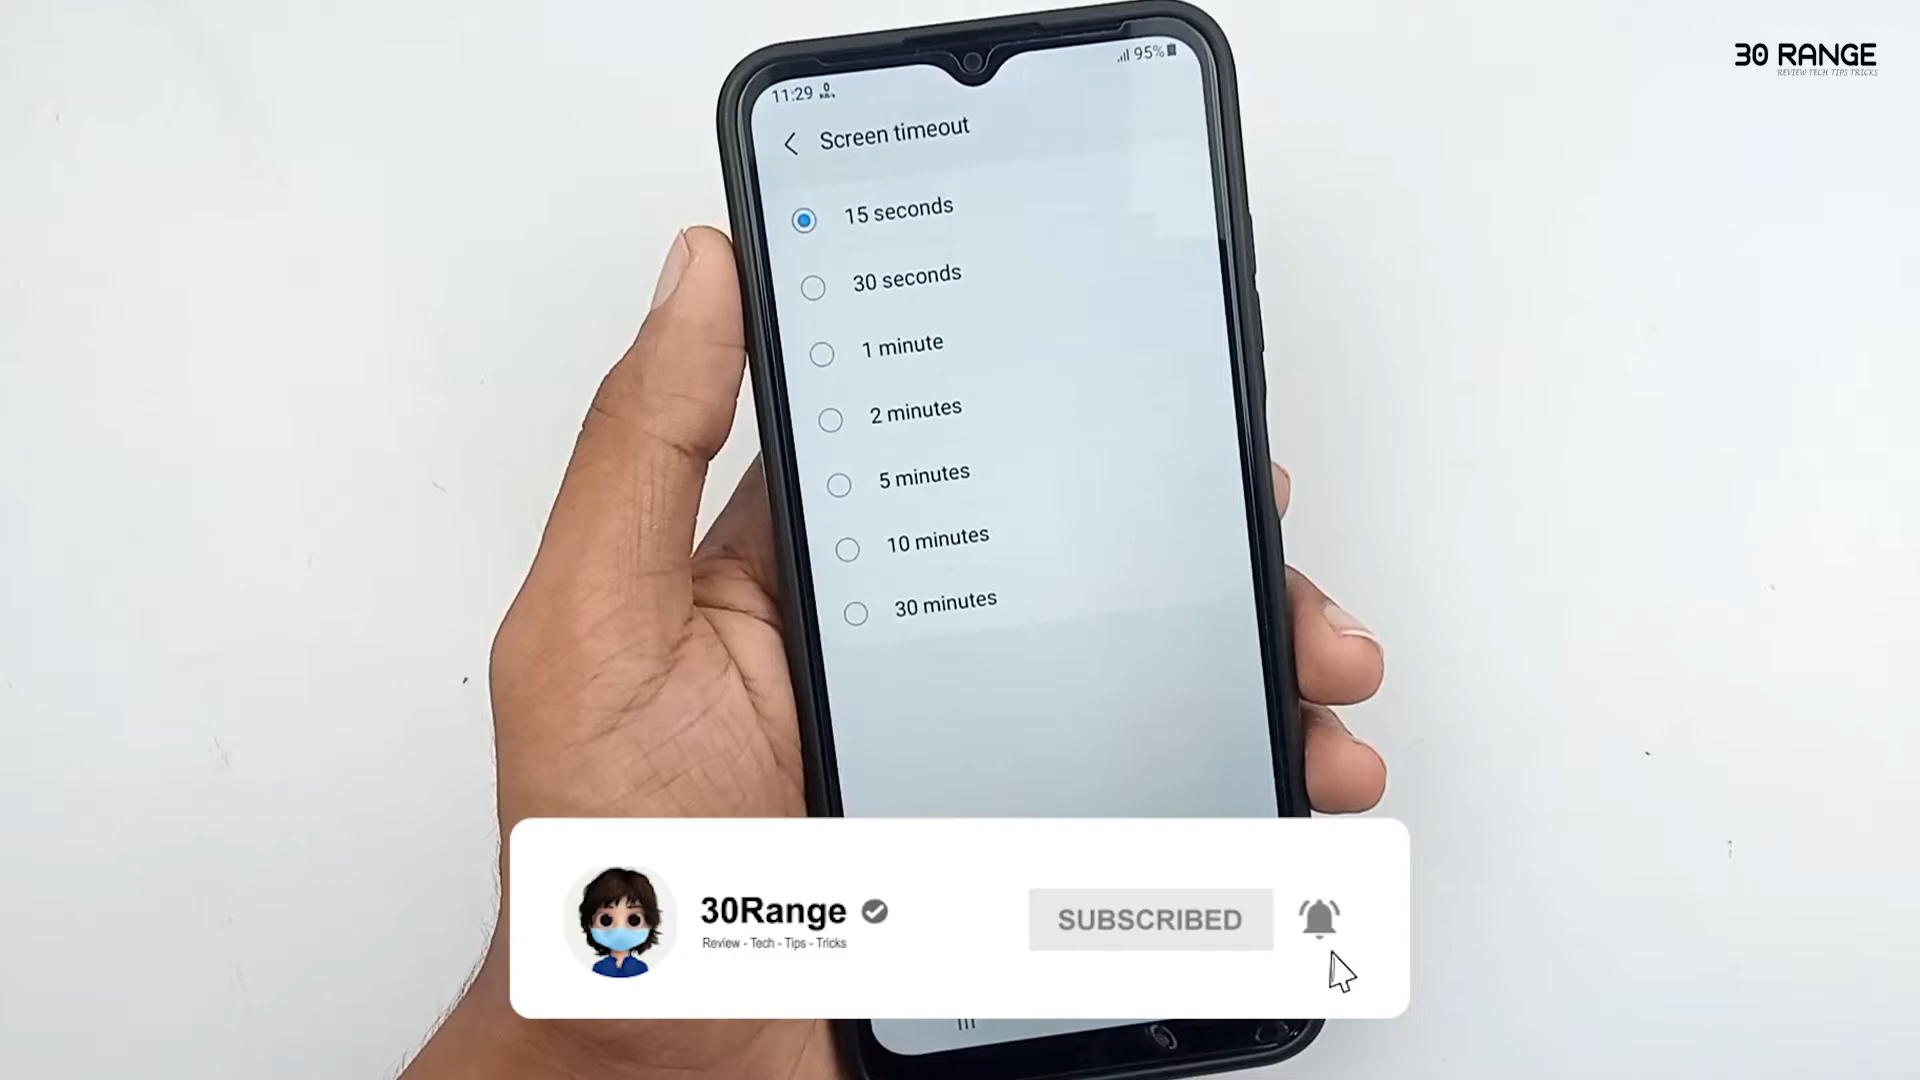 30 RANGE
REVIEW TECH TIPS TRICKS
11:29
95%
Screen timeout
15 seconds
30 seconds
1 minute
2 minutes
5 minutes
10 minutes
30 minutes
30Range
Review - Tech - Tips - Tricks
SUBSCRIBED